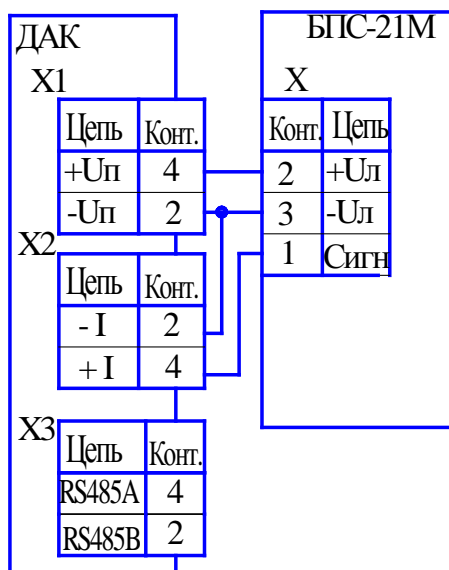 ДАК
БПС-21М
X1
X
Цепь Конт.
Конт. Цепь
+Uп 4
2 +Uл
-Uп 2
3 -Uл
X2
1 Сигн
Цепь Конт.
- I 2
+ I 4
X3
Цепь Конт.
RS485A 4
RS485B 2